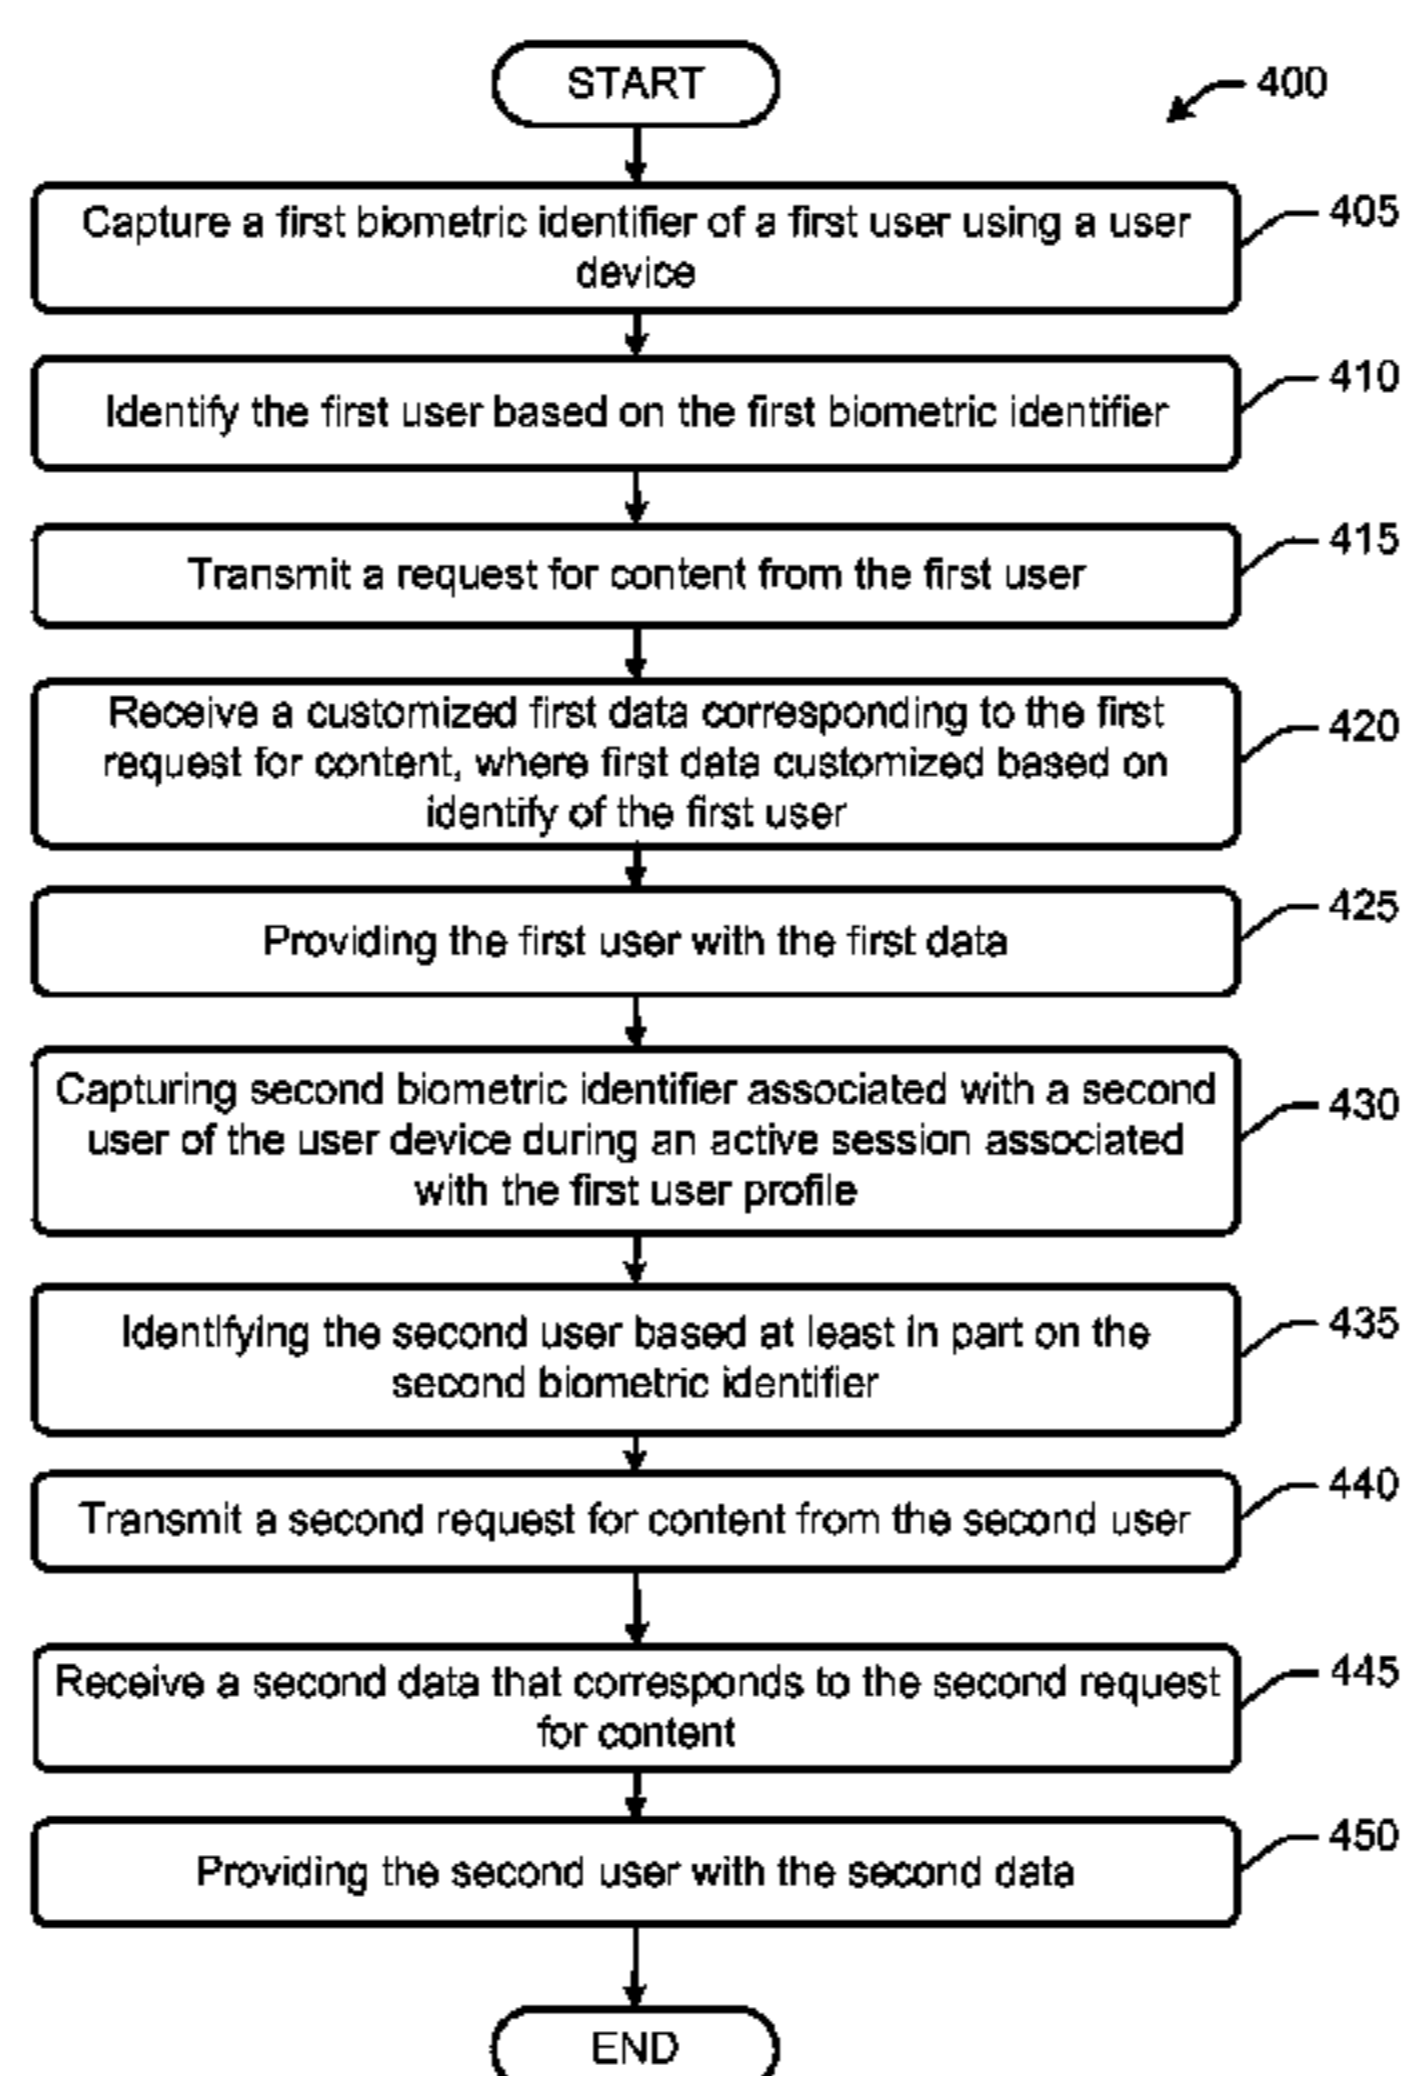 START
400
Capture a first biometric identifier of a first user using a user
device
405
Identify the first user based on the first biometric identifier
410
Transmit a request for content from the first user
415
Receive a customized first data corresponding to the first
request for content, where first data customized based on
identify of the first user
420
Providing the first user with the first data
425
Capturing second biometric identifier associated with a second
user of the user device during an active session associated
with the first user profile
430
Identifying the second user based at least in part on the
second biometric identifier
435
Transmit a second request for content from the second user
440
Receive a second data that corresponds to the second request
for content
445
Providing the second user with the second data
450
END